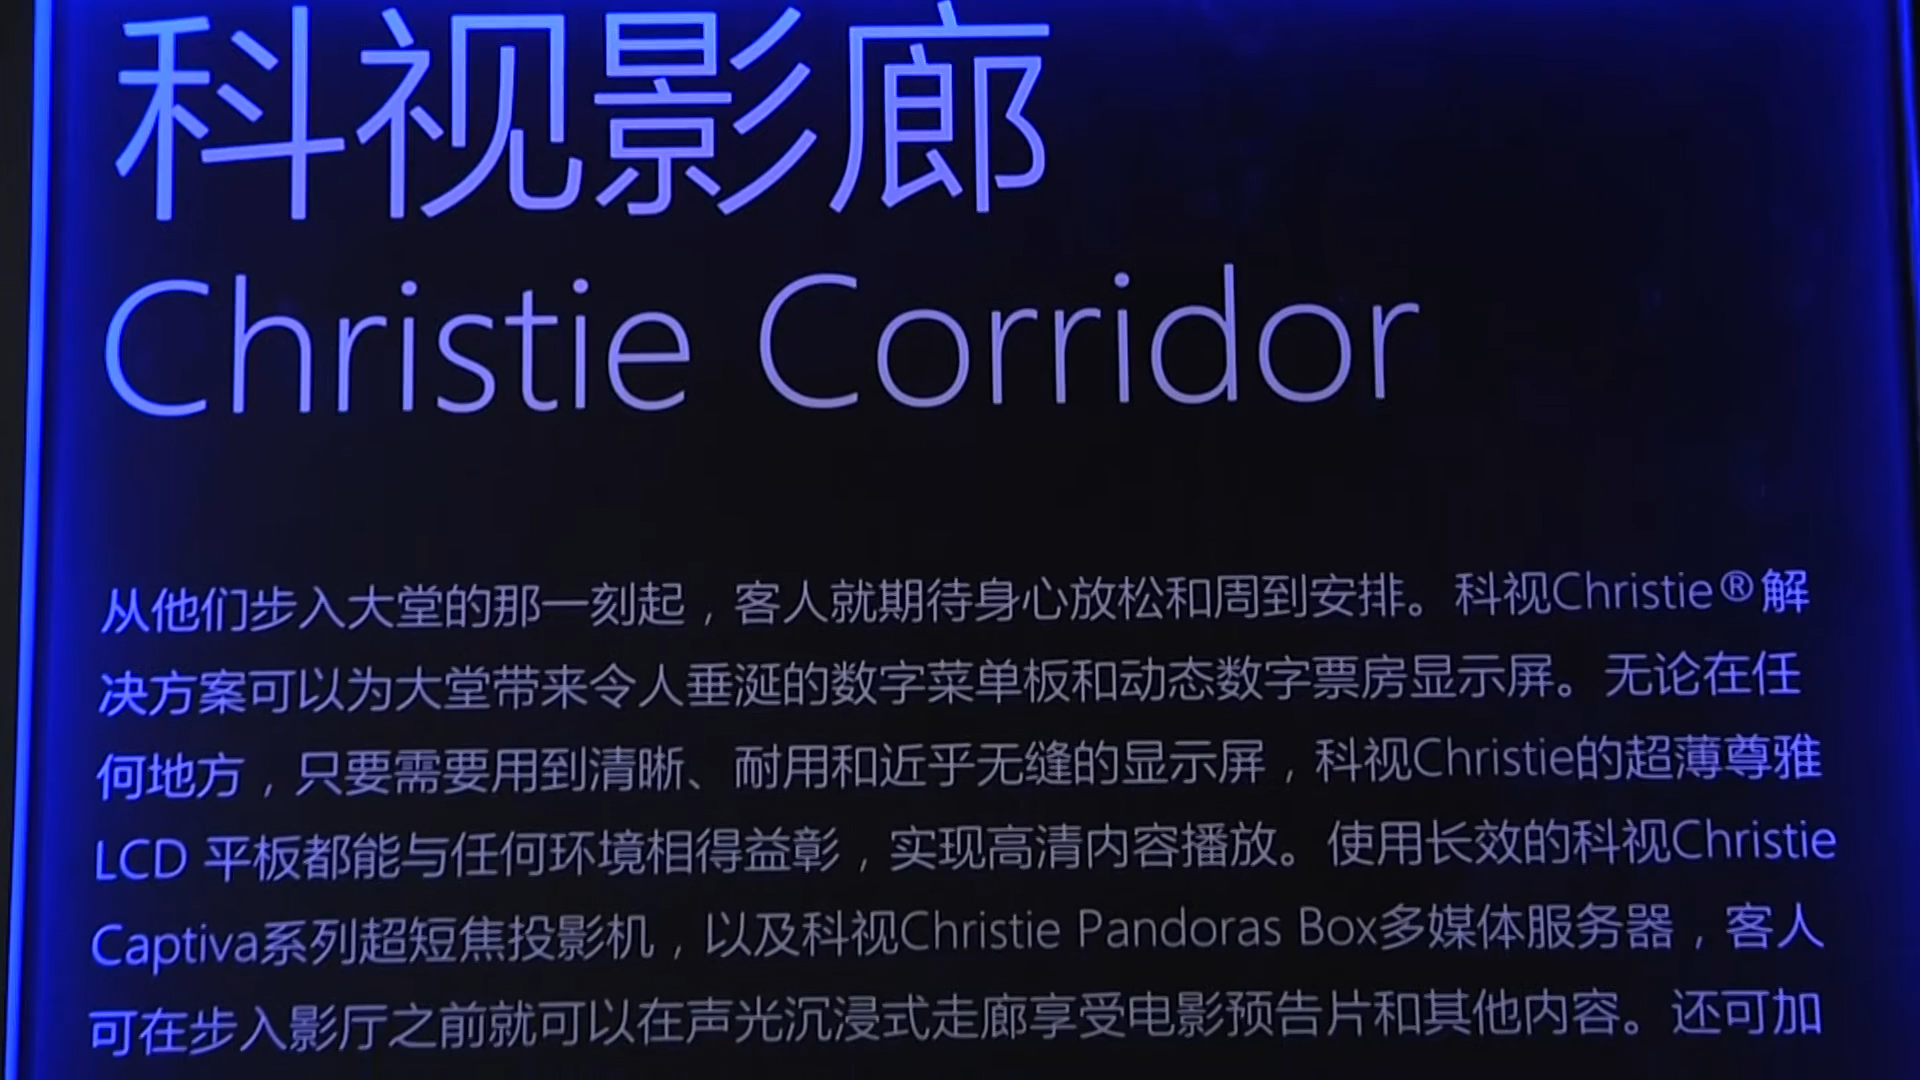 科视影廊
Christie Corridor
从他们步入大堂的那一刻起，客人就期待身心放松和周到安排。科视Christie®解
决方案可以为大堂带来令人垂涎的数字菜单板和动态数字票房显示屏。无论在任
何地方，只要需要用到清晰、耐用和近乎无缝的显示屏，科视Christie的超薄尊雅
LCD 平板都能与任何环境相得益彰，实现高清内容播放。使用长效的科视Christie
Captiva系列超短焦投影机，以及科视Christie Pandoras Box多媒体服务器，客人
可在步入影厅之前就可以在声光沉浸式走廊享受电影预告片和其他内容。还可加